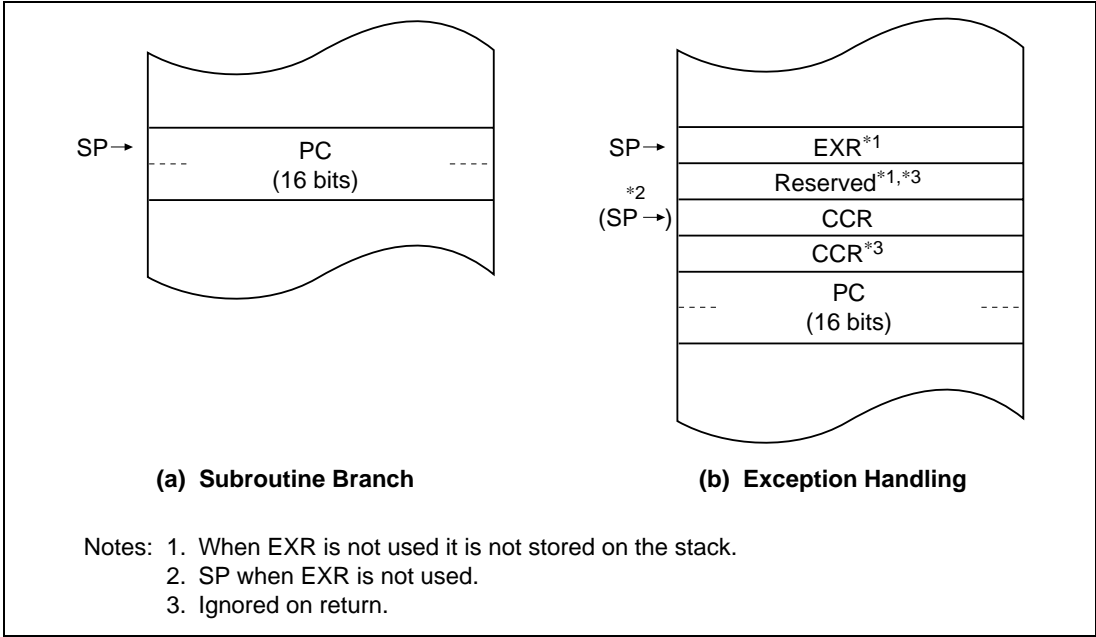 SP→
PC
(16 bits)
SP→
EXR*1
Reserved*1,*3
*2
(SP→)
CCR
CCR*3
PC
(16 bits)
(a) Subroutine Branch
(b) Exception Handling
Notes: 1. When EXR is not used it is not stored on the stack.
2. SP when EXR is not used.
3. Ignored on return.